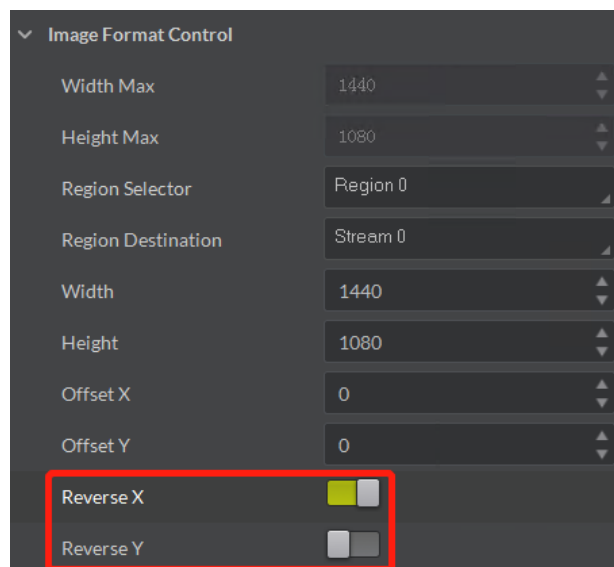 Image Format Control
Width Max 1440
Height Max 1080
Region Selector Region 0
Region Destination Stream 0
Width 1440
Height 1080
Offset X 0
Offset Y 0
Reverse X
Reverse Y